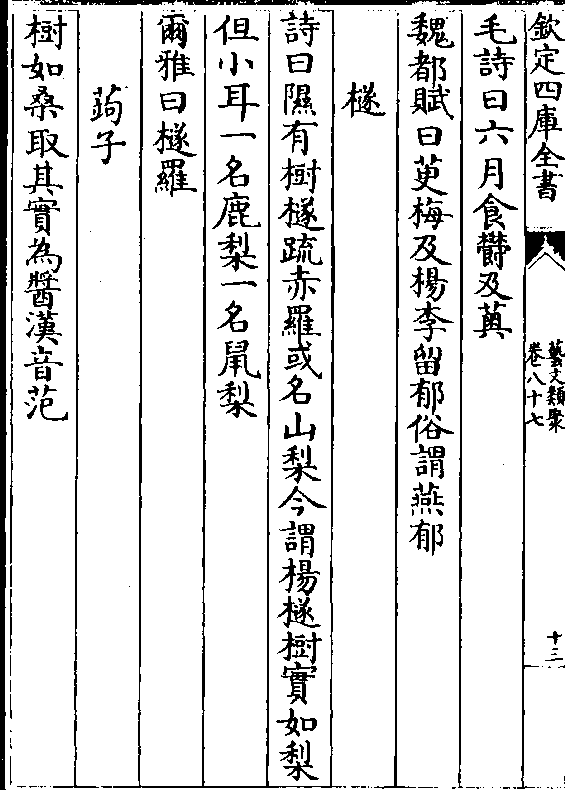 欽定四庫全書
藝文類聚
卷八十七
十三
毛詩曰六月食鬱及薁
魏都賦曰英梅及楊李留郁俗謂燕郁
檖
詩曰隰有樹檖疏赤羅或名山梨今謂楊檖樹實如梨
但小耳一名鹿梨一名鼠梨
爾雅曰檖羅
蒟子
樹如桑取其實為醬漢音范